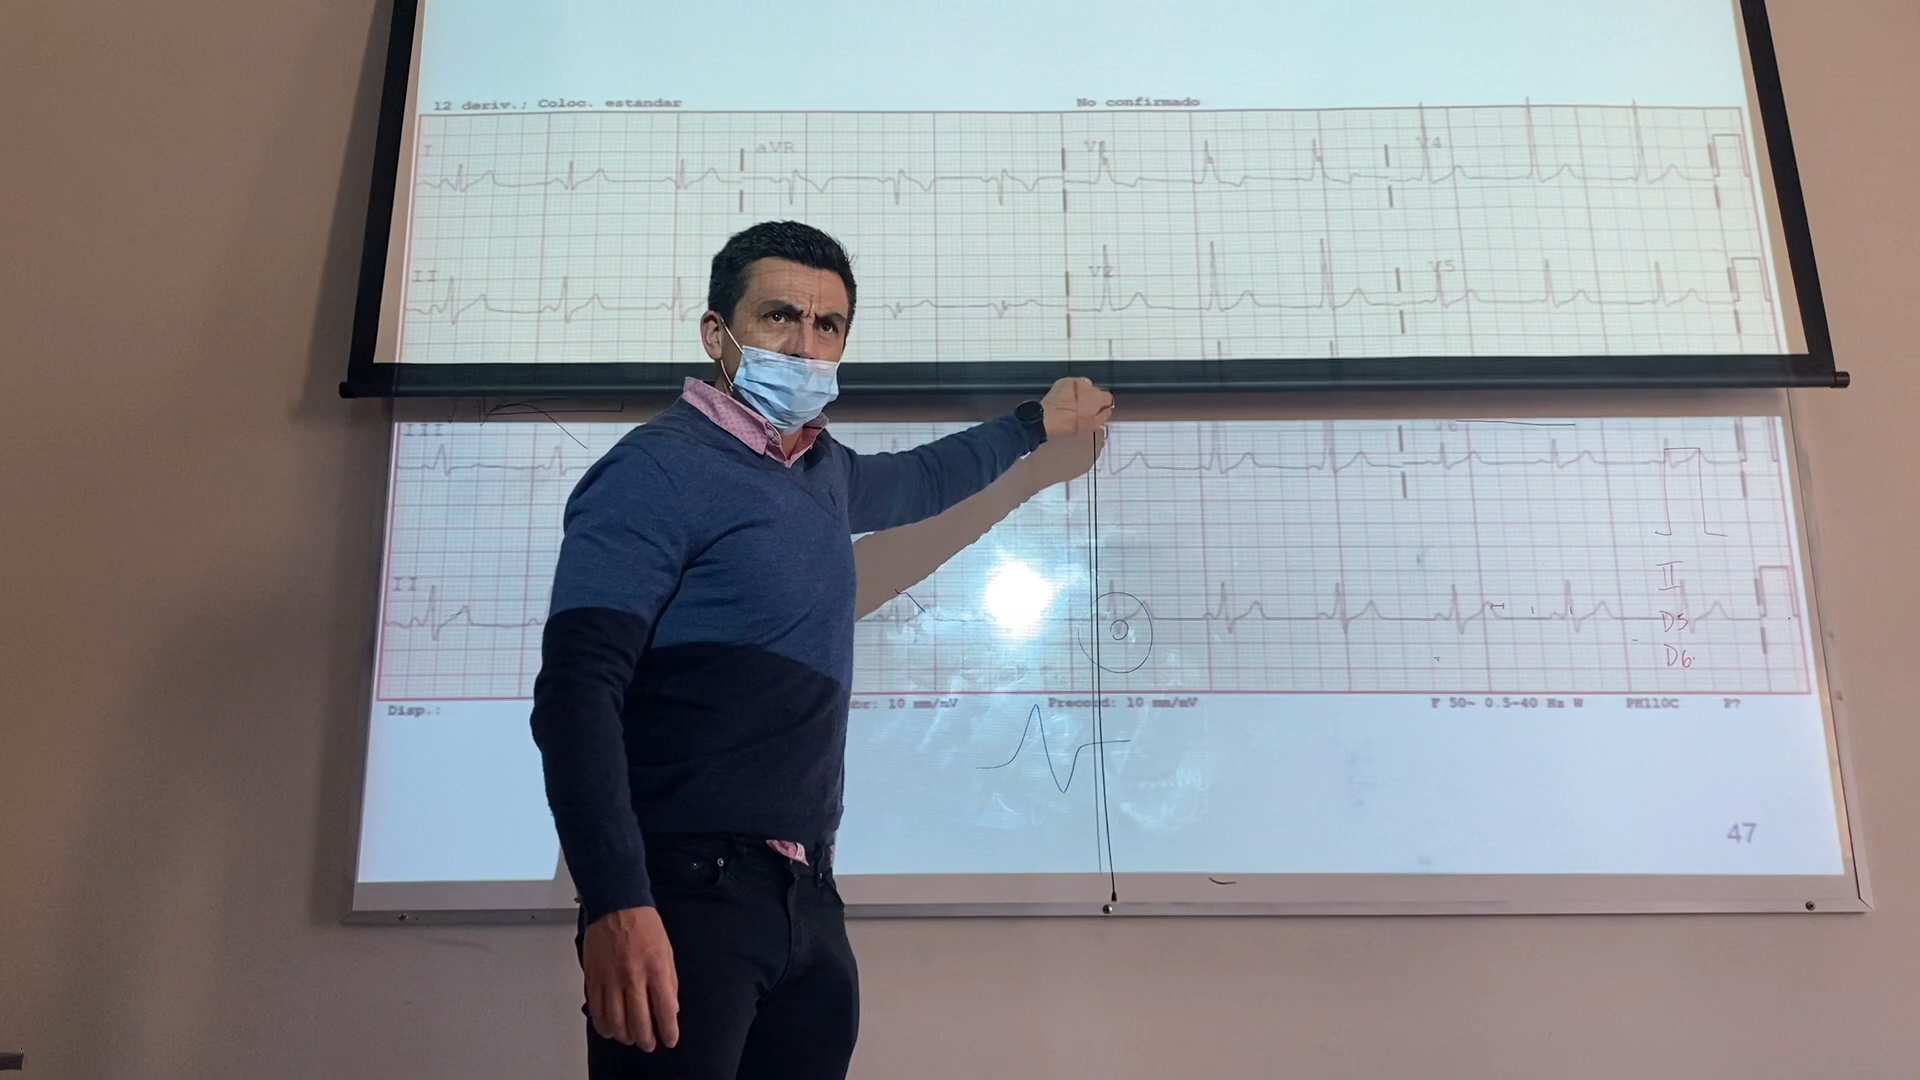 12 deriv.: Coloc. estándar No confirmado
I aVR V1 V4
II V2 V5
III
II
II
D5
D6.
Disp.: 10 mm/mV Precord: 10 mm/mV F 50~ 0.5-40 Hz W PH110C P?
47